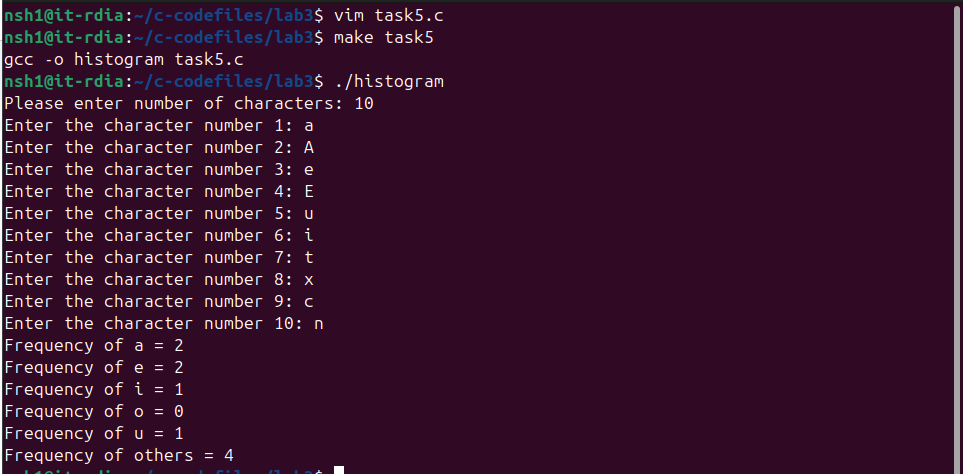 nsh1@it-rdia:~/c-codefiles/lab3$ vim task5.c
nsh1@it-rdia:~/c-codefiles/lab3$ make task5
gcc -o histogram task5.c
nsh1@it-rdia:~/c-codefiles/lab3$ ./histogram
Please enter number of characters: 10
Enter the character number 1: a
Enter the character number 2: A
Enter the character number 3: e
Enter the character number 4: E
Enter the character number 5: u
Enter the character number 6: i
Enter the character number 7: t
Enter the character number 8: x
Enter the character number 9: c
Enter the character number 10: n
Frequency of a = 2
Frequency of e = 2
Frequency of i = 1
Frequency of o = 0
Frequency of u = 1
Frequency of others = 4
nsh1@it-rdia:~/c-codefiles/lab3$